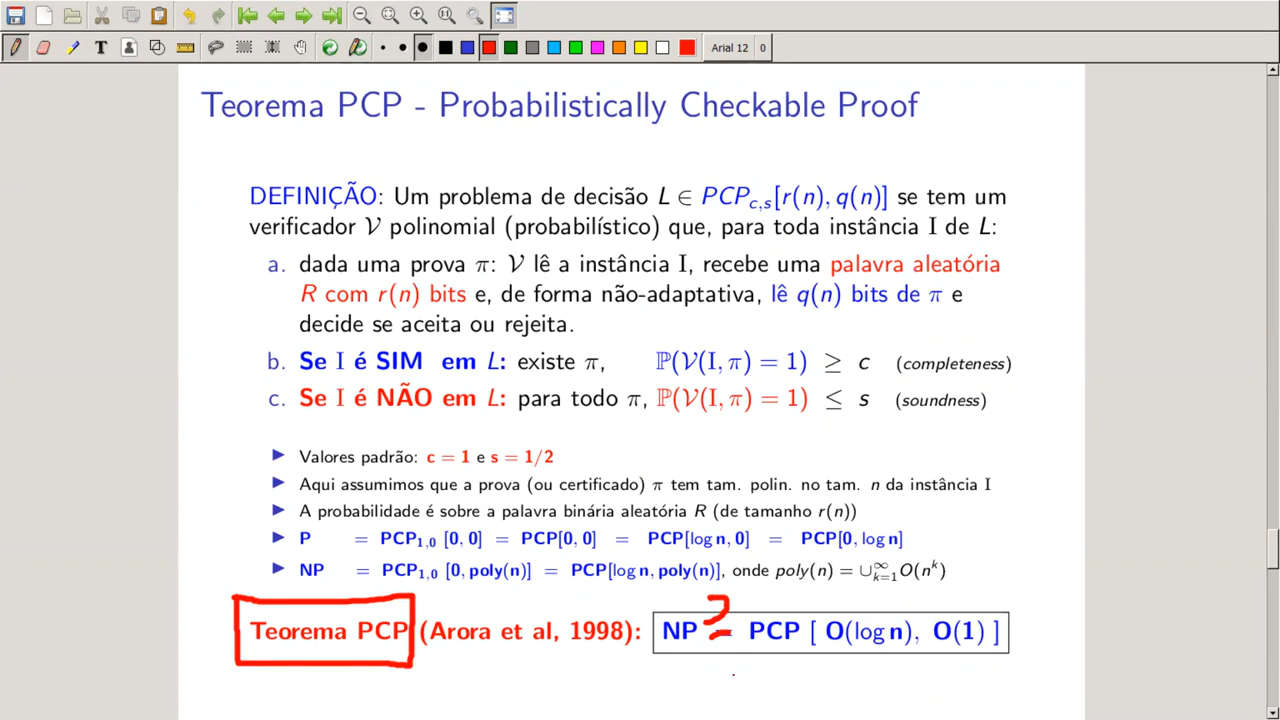 Arial 12 0
Teorema PCP - Probabilistically Checkable Proof
DEFINIÇÃO: Um problema de decisão L ∈ PCP_{c,s}[r(n), q(n)] se tem um
verificador 𝒱 polinomial (probabilístico) que, para toda instância I de L:
a. dada uma prova π: 𝒱 lê a instância I, recebe uma palavra aleatória
R com r(n) bits e, de forma não-adaptativa, lê q(n) bits de π e
decide se aceita ou rejeita.
b. Se I é SIM em L: existe π, ℙ(𝒱(I, π) = 1) ≥ c (completeness)
c. Se I é NÃO em L: para todo π, ℙ(𝒱(I, π) = 1) ≤ s (soundness)
▶ Valores padrão: c = 1 e s = 1/2
▶ Aqui assumimos que a prova (ou certificado) π tem tam. polin. no tam. n da instância I
▶ A probabilidade é sobre a palavra binária aleatória R (de tamanho r(n))
▶ P = PCP_{1,0} [0, 0] = PCP[0, 0] = PCP[log n, 0] = PCP[0, log n]
▶ NP = PCP_{1,0} [0, poly(n)] = PCP[log n, poly(n)], onde poly(n) = ∪_{k=1}^∞ O(n^k)
Teorema PCP (Arora et al, 1998): NP = PCP [ O(log n), O(1) ]